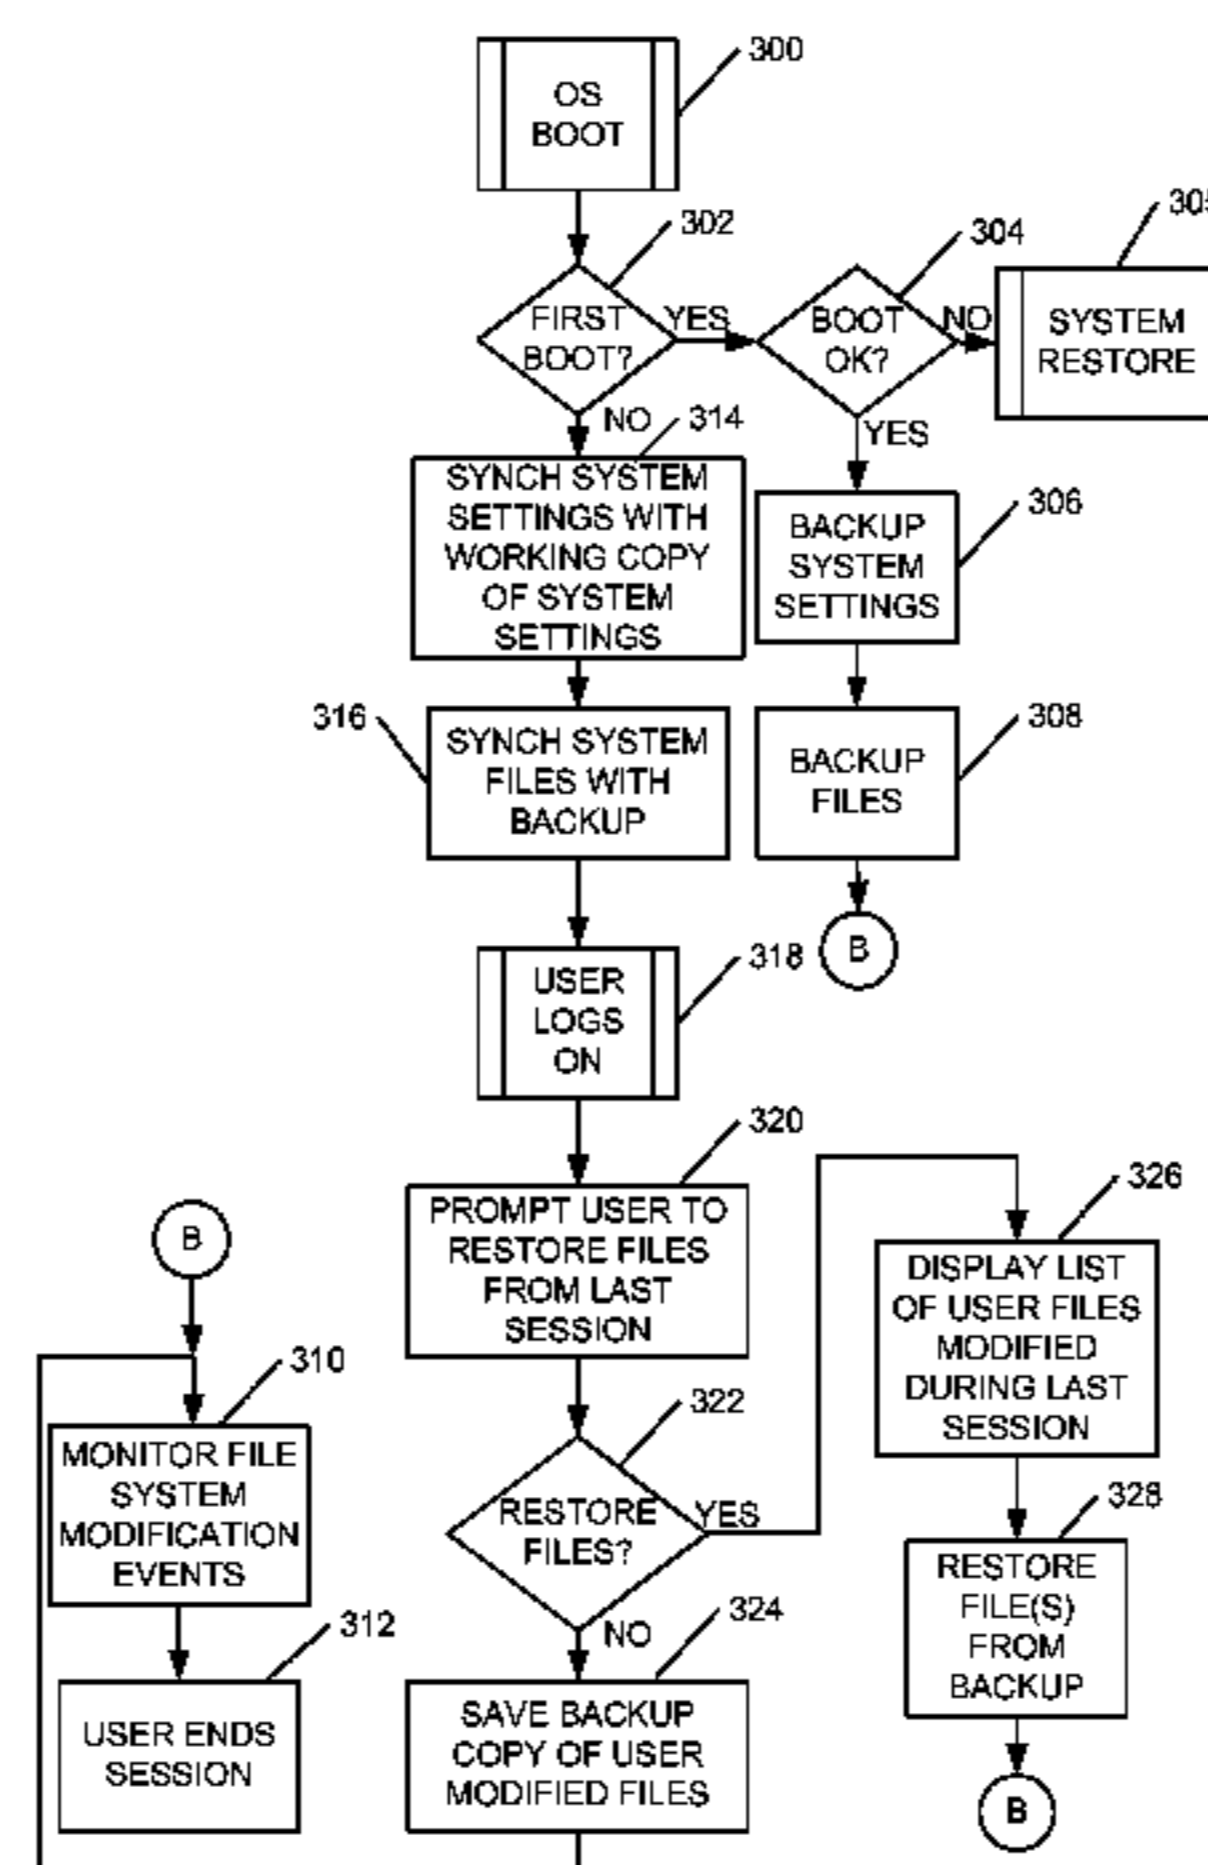 300
OS
BOOT
302
FIRST
BOOT?
YES
304
BOOT
OK?
NO
305
SYSTEM
RESTORE
NO
314
SYNCH SYSTEM
SETTINGS WITH
WORKING COPY
OF SYSTEM
SETTINGS
YES
306
BACKUP
SYSTEM
SETTINGS
316
SYNCH SYSTEM
FILES WITH
BACKUP
308
BACKUP
FILES
B
318
USER
LOGS
ON
320
PROMPT USER TO
RESTORE FILES
FROM LAST
SESSION
326
DISPLAY LIST
OF USER FILES
MODIFIED
DURING LAST
SESSION
B
310
MONITOR FILE
SYSTEM
MODIFICATION
EVENTS
322
RESTORE
FILES?
YES
328
RESTORE
FILE(S)
FROM
BACKUP
312
USER ENDS
SESSION
NO
324
SAVE BACKUP
COPY OF USER
MODIFIED FILES
B